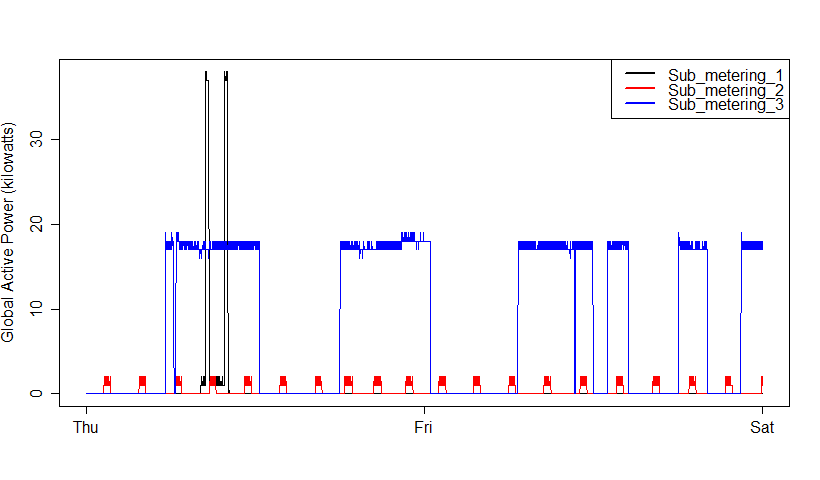 Sub_metering_1
Sub_metering_2
Sub_metering_3
Global Active Power (kilowatts)
30
20
10
0
Thu Fri Sat